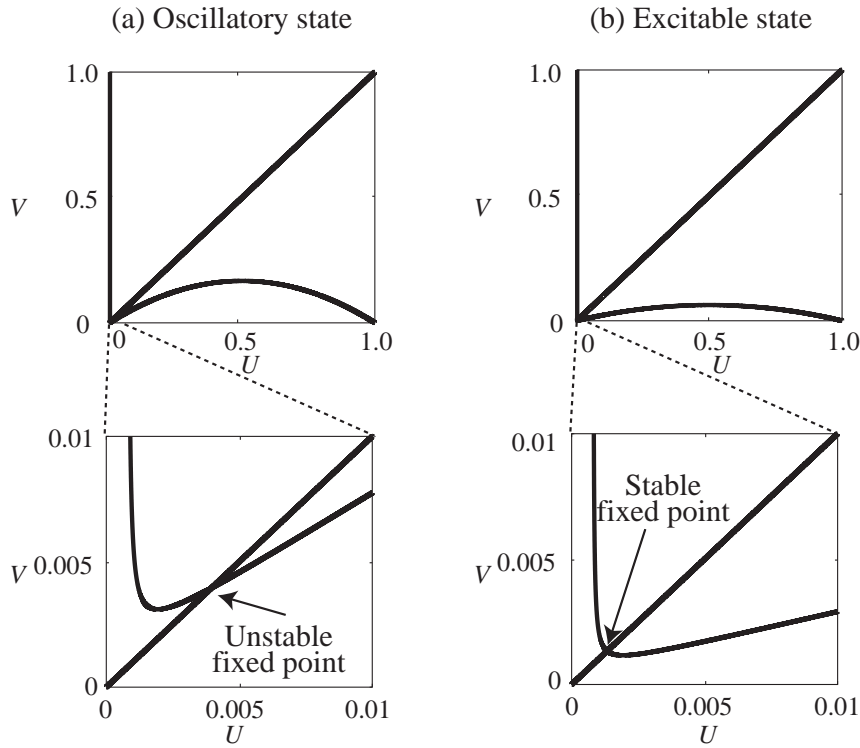 (a) Oscillatory state
1.0
V
0.5
0
0
0.5
1.0
U
0.01
V
0.005
0
Unstable
fixed point
0
0.005
0.01
U
(b) Excitable state
1.0
V
0.5
0
0
0.5
1.0
U
0.01
V
0.005
0
Stable
fixed point
0
0.005
0.01
U